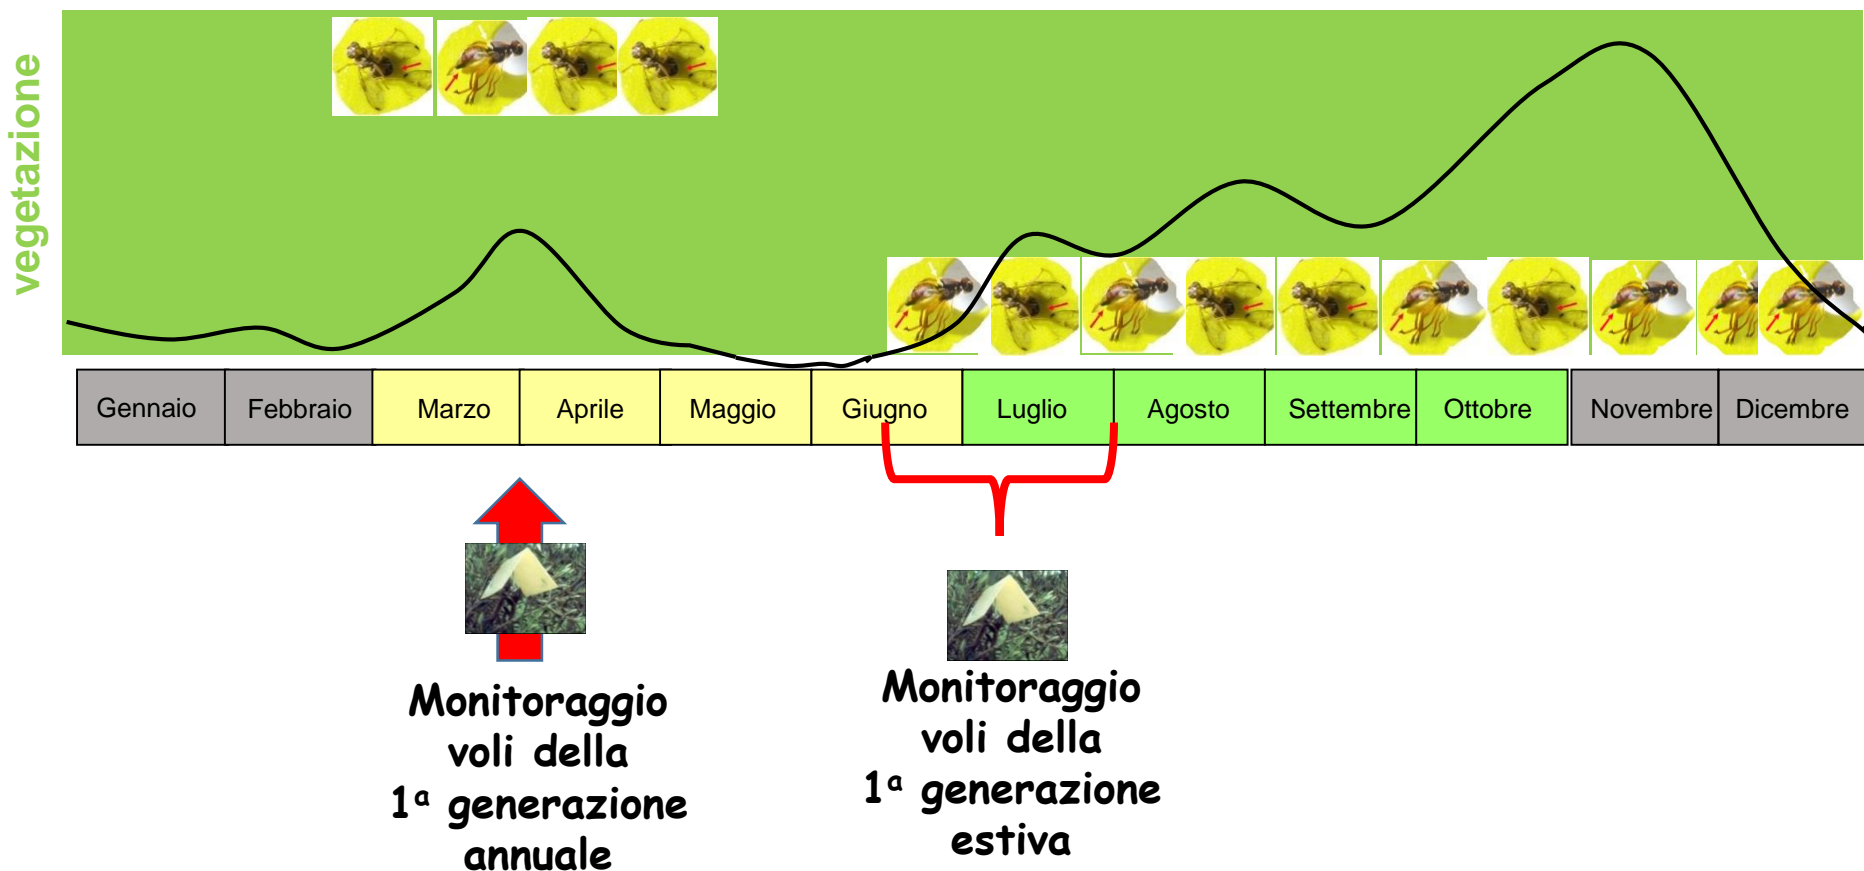 vegetazione
Gennaio
Febbraio
Marzo
Aprile
Maggio
Giugno
Luglio
Agosto
Settembre
Ottobre
Novembre
Dicembre
Monitoraggio
voli della
1ª generazione
annuale
Monitoraggio
voli della
1ª generazione
estiva